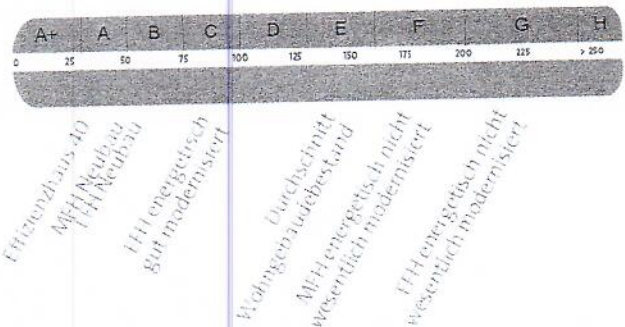 A+ A B C D E F G H
0 25 50 75 100 125 150 175 200 225 > 250
Effizienzhaus 40
MFH Neubau
EFH Neubau
EFH energetisch
gut modernisiert
Durchschnitt
Wohngebäudebestand
MFH energetisch nicht
wesentlich modernisiert
EFH energetisch nicht
wesentlich modernisiert